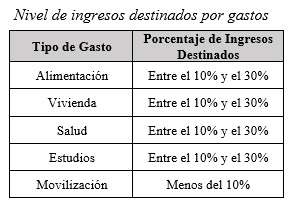 Nivel de ingresos destinados por gastos
Tipo de Gasto Porcentaje de Ingresos Destinados
Alimentación Entre el 10% y el 30%
Vivienda Entre el 10% y el 30%
Salud Entre el 10% y el 30%
Estudios Entre el 10% y el 30%
Movilización Menos del 10%